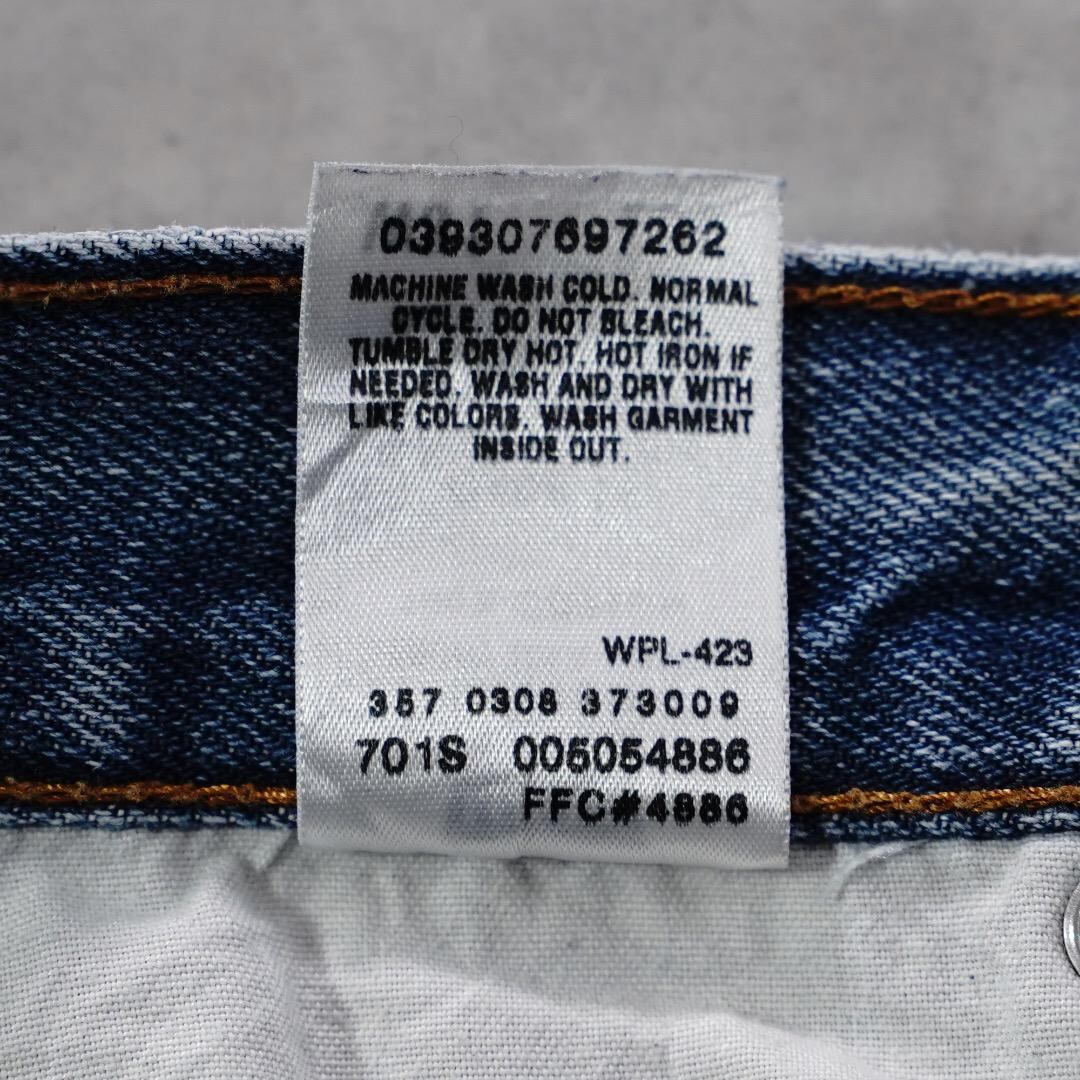 039307697262
MACHINE WASH COLD. NORMAL
CYCLE. DO NOT BLEACH.
TUMBLE DRY HOT. HOT IRON IF
NEEDED. WASH AND DRY WITH
LIKE COLORS. WASH GARMENT
INSIDE OUT.
WPL-423
357 0308 373009
701S 005054886
FFC#4886